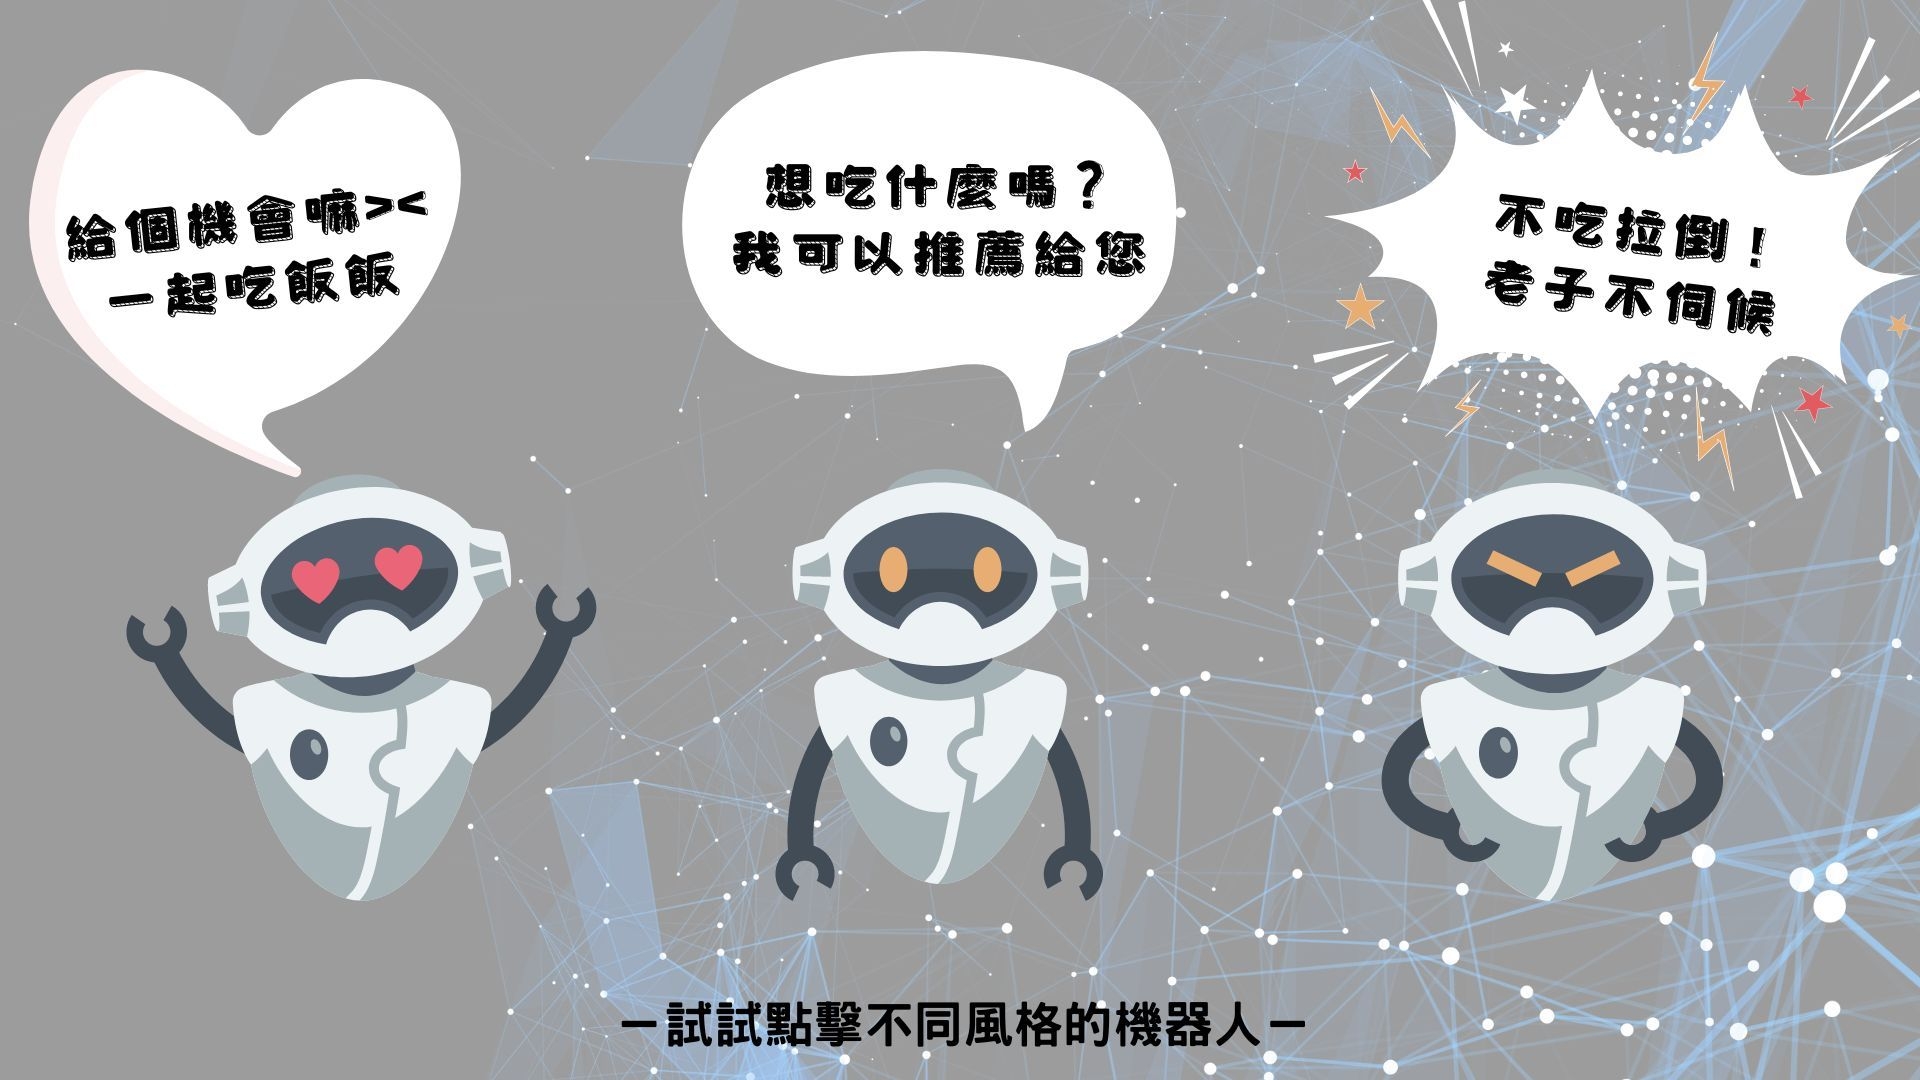 給個機會嘛><
一起吃飯飯
想吃什麼嗎？
我可以推薦給您
不吃拉倒！
老子不伺候
－試試點擊不同風格的機器人－